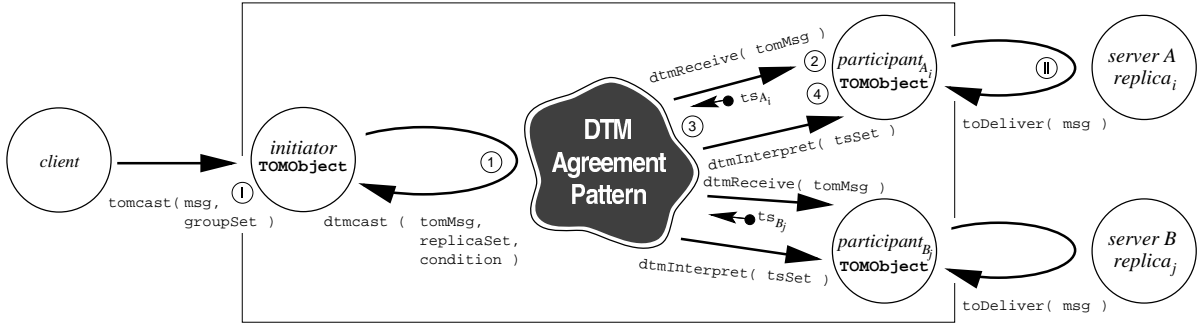 client
tomcast( msg,
groupSet )
I
initiator
TOMObject
1
dtmcast ( tomMsg,
replicaSet,
condition )
DTM
Agreement
Pattern
dtmReceive( tomMsg )
2
tsAi
3
4
dtmInterpret( tsSet )
participantAi
TOMObject
II
toDeliver( msg )
server A
replicai
dtmReceive( tomMsg )
tsBj
dtmInterpret( tsSet )
participantBj
TOMObject
toDeliver( msg )
server B
replicaj